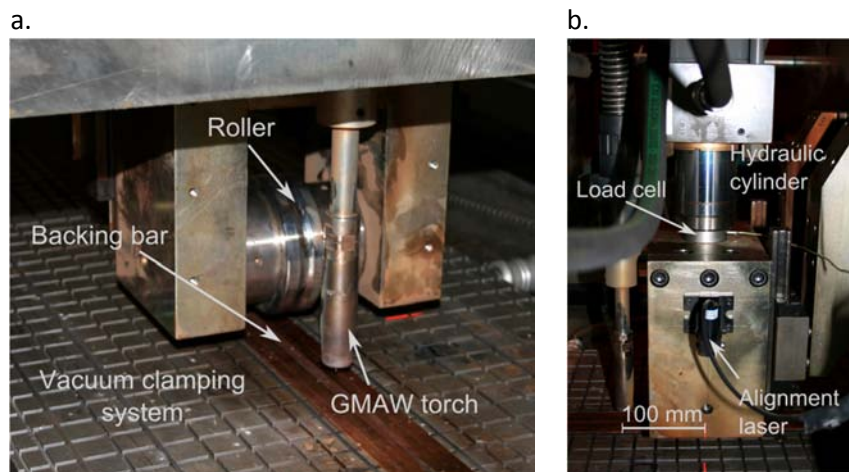 a.
Roller
Backing bar
Vacuum clamping
system
GMAW torch
b.
Hydraulic
cylinder
Load cell
Alignment
laser
100 mm